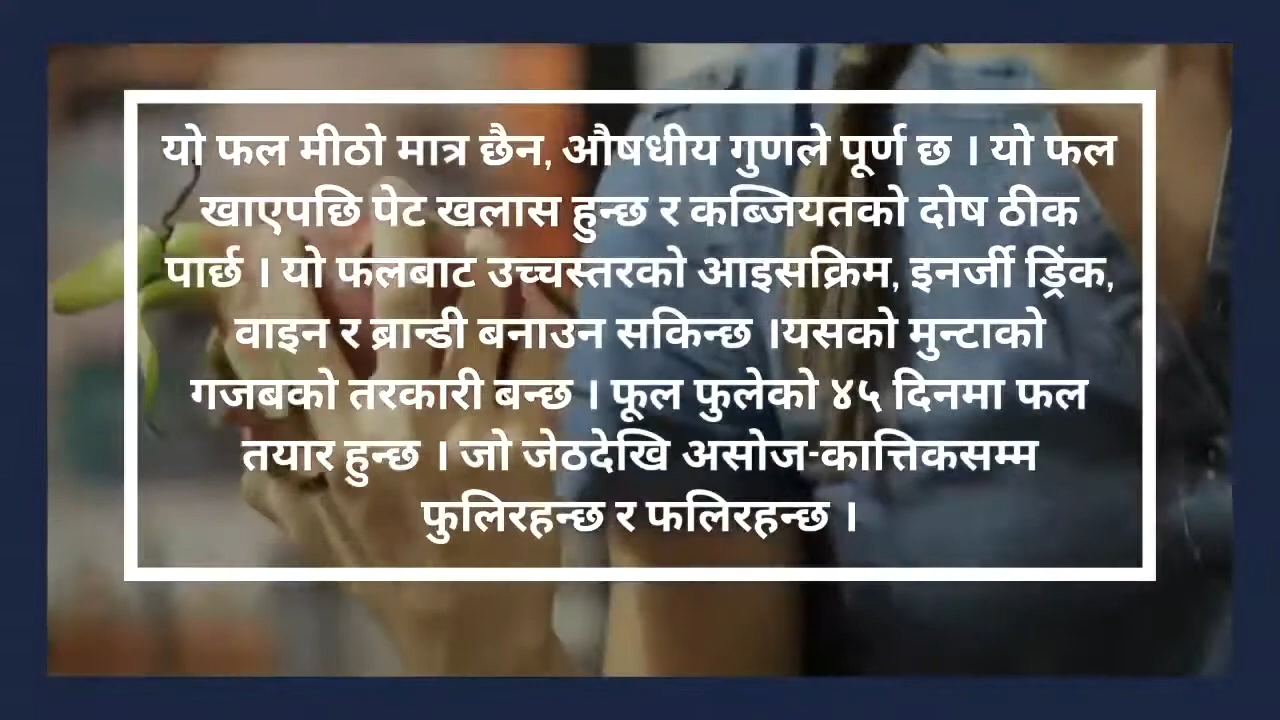 यो फल मीठो मात्र छैन, औषधीय गुणले पूर्ण छ । यो फल
खाएपछि पेट खलास हुन्छ र कब्जियतको दोष ठीक
पार्छ । यो फलबाट उच्चस्तरको आइसक्रिम, इनर्जी ड्रिंक,
वाइन र ब्रान्डी बनाउन सकिन्छ ।यसको मुन्टाको
गजबको तरकारी बन्छ । फूल फुलेको ४५ दिनमा फल
तयार हुन्छ । जो जेठदेखि असोज-कात्तिकसम्म
फुलिरहन्छ र फलिरहन्छ ।